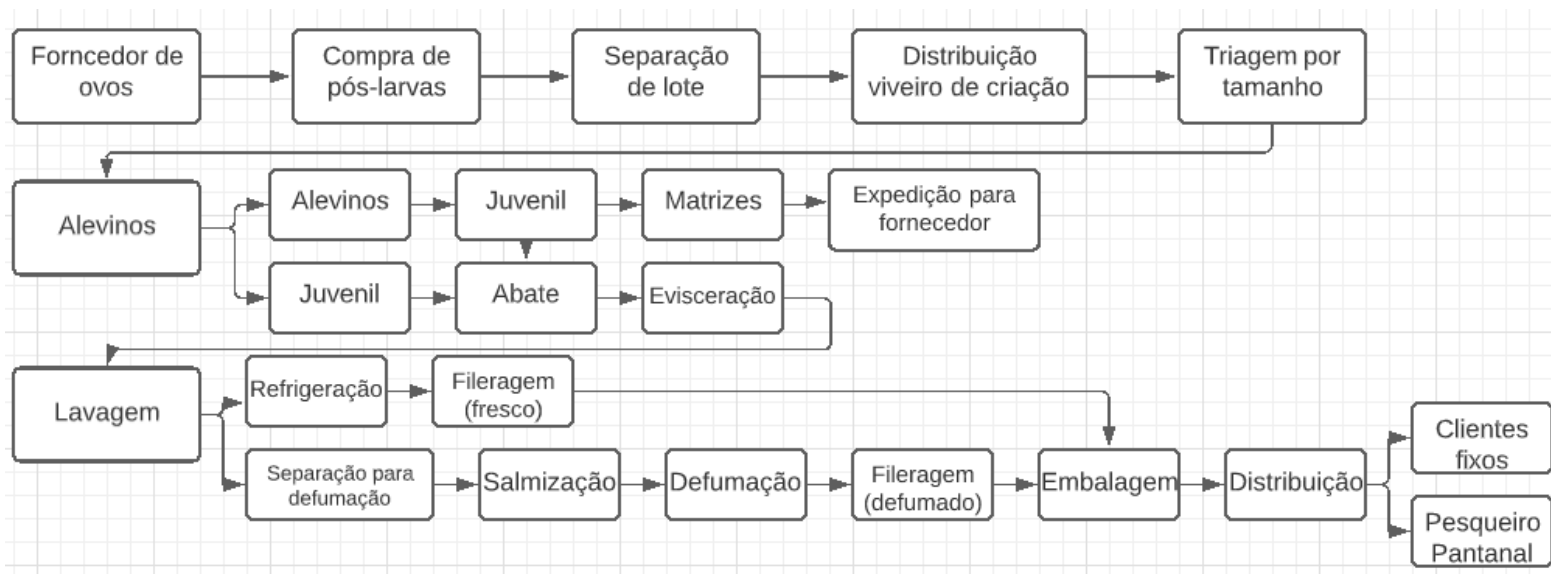 Forncedor de
ovos
Compra de
pós-larvas
Separação
de lote
Distribuição
viveiro de criação
Triagem por
tamanho
Alevinos
Alevinos
Juvenil
Matrizes
Expedição para
fornecedor
Juvenil
Abate
Evisceração
Lavagem
Refrigeração
Fileragem
(fresco)
Separação para
defumação
Salmização
Defumação
Fileragem
(defumado)
Embalagem
Distribuição
Clientes
fixos
Pesqueiro
Pantanal